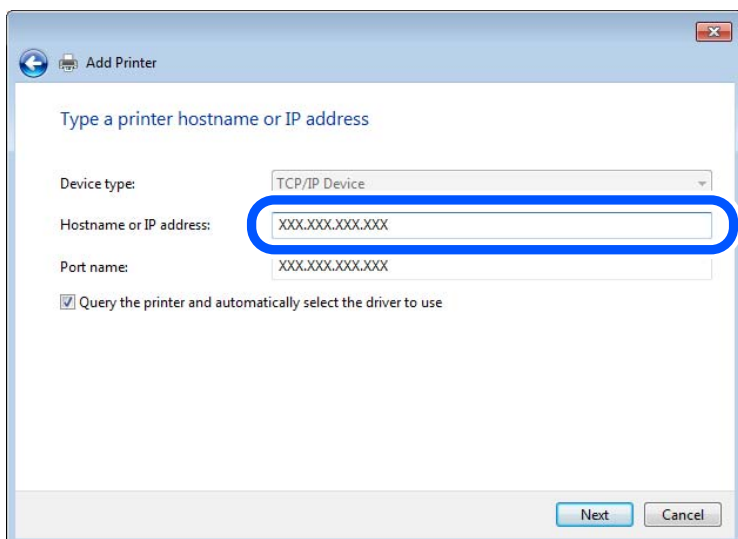 Add Printer
Type a printer hostname or IP address
Device type: TCP/IP Device
Hostname or IP address: XXX.XXX.XXX.XXX
Port name: XXX.XXX.XXX.XXX
Query the printer and automatically select the driver to use
Next Cancel